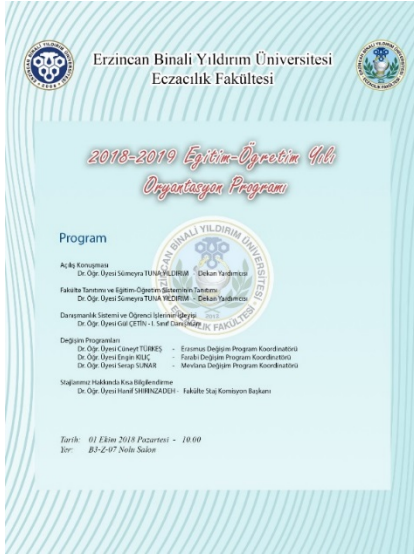 Erzincan Binali Yıldırım Üniversitesi
Eczacılık Fakültesi
2018-2019 Eğitim-Öğretim Yılı
Oryantasyon Programı
Program
Açılış Konuşması
Dr. Öğr. Üyesi Sümeyra TUNA YILDIRIM - Dekan Yardımcısı
Fakülte Tanıtımı ve Eğitim-Öğretim Sisteminin Tanıtımı
Dr. Öğr. Üyesi Sümeyra TUNA YILDIRIM - Dekan Yardımcısı
Danışmanlık Sistemi ve Öğrenci İşlerinin İşleyişi
Dr. Öğr. Üyesi Gül ÇETİN - I. Sınıf Danışmanı
Değişim Programları
Dr. Öğr. Üyesi Cüneyt TÜRKEŞ - Erasmus Değişim Program Koordinatörü
Dr. Öğr. Üyesi Engin KILIÇ - Farabi Değişim Program Koordinatörü
Dr. Öğr. Üyesi Serap SUNAR - Mevlana Değişim Program Koordinatörü
Stajlarımız Hakkında Kısa Bilgilendirme
Dr. Öğr. Üyesi Hanif SHIRINZADEH - Fakülte Staj Komisyon Başkanı
Tarih: 01 Ekim 2018 Pazartesi - 10.00
Yer: B3-Z-07 Nolu Salon